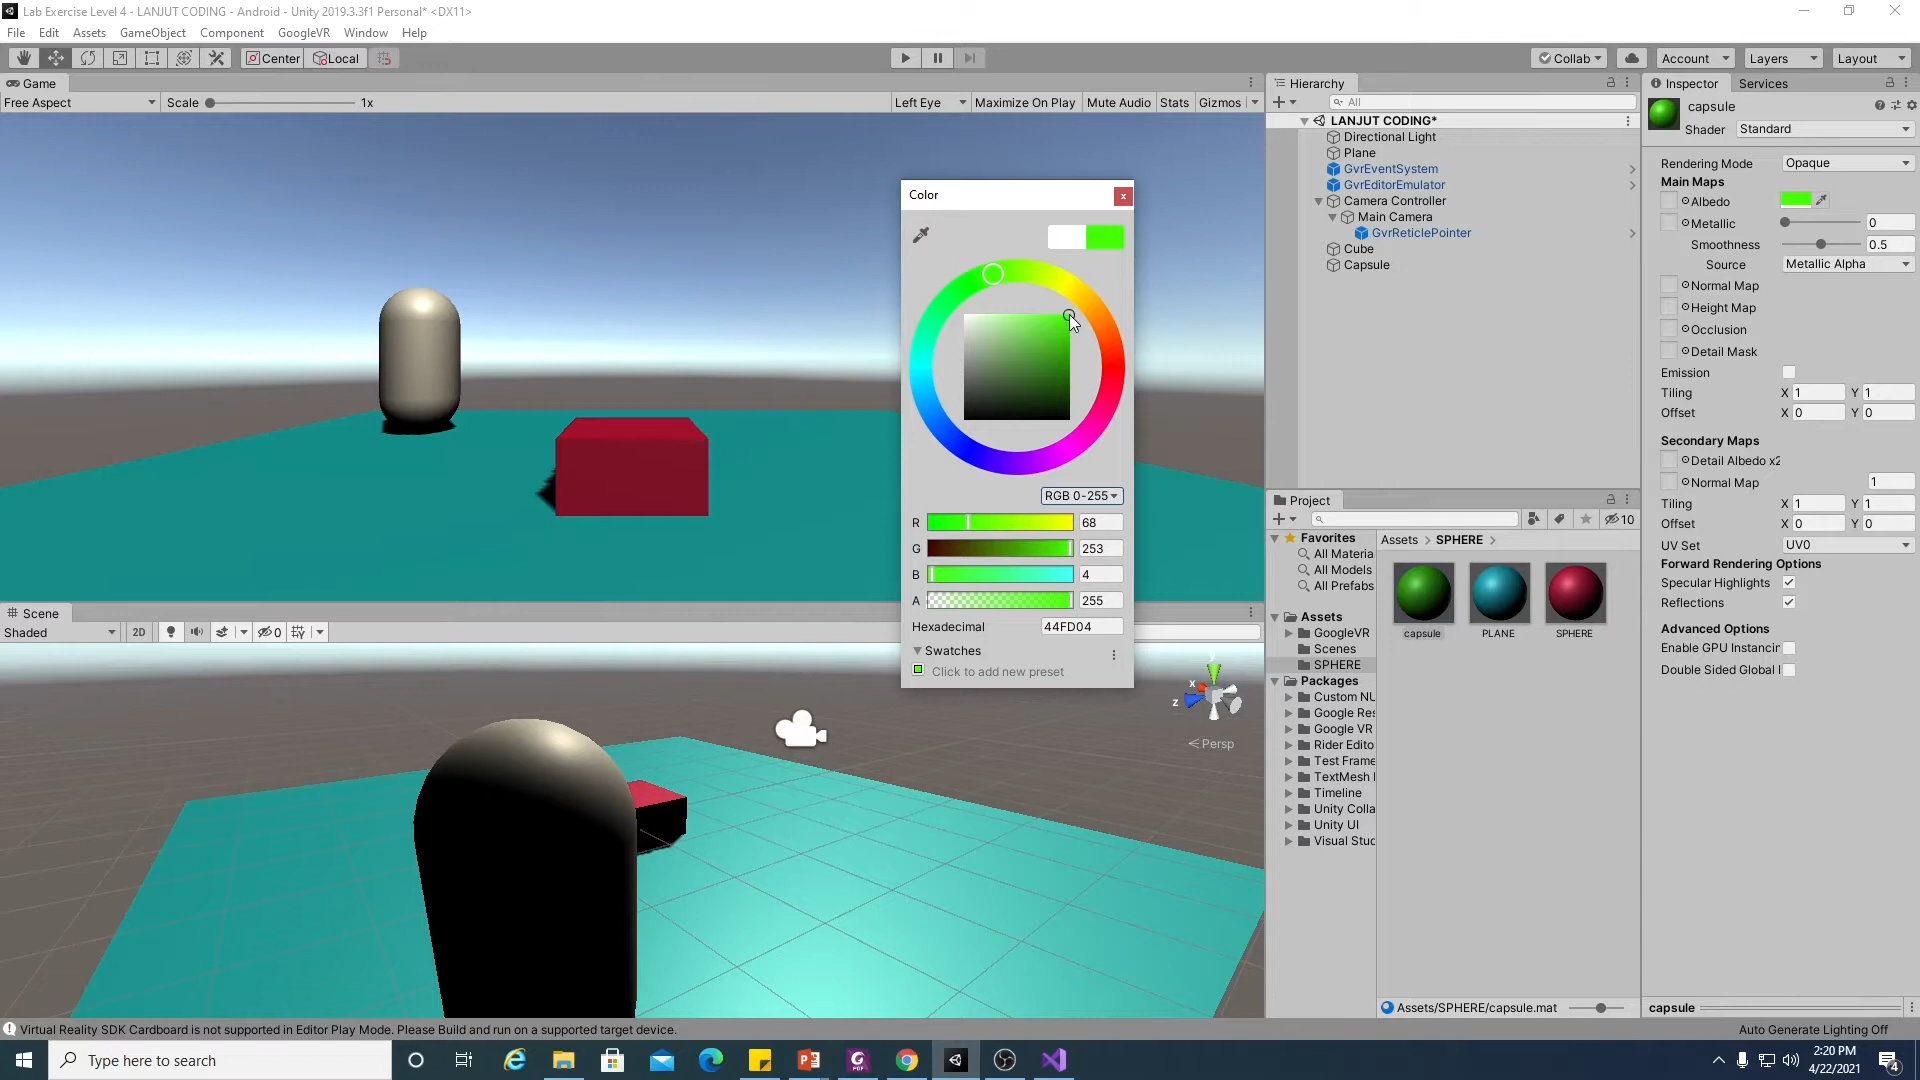 Lab Exercise Level 4 - LANJUT CODING - Android - Unity 2019.3.3f1 Personal* <DX11>
File Edit Assets GameObject Component GoogleVR Window Help
Center Local Collab Account Layers Layout
Game
Free Aspect Scale 1x Left Eye Maximize On Play Mute Audio Stats Gizmos
Color
x
RGB 0-255
R 68
G 253
B 4
A 255
Hexadecimal 44FD04
Swatches
Click to add new preset
Scene
Shaded 2D 0
y
x
z
Persp
Hierarchy
All
LANJUT CODING*
Directional Light
Plane
GvrEventSystem
GvrEditorEmulator
Camera Controller
Main Camera
GvrReticlePointer
Cube
Capsule
Project
10
Favorites
All Materia
All Models
All Prefabs
Assets
GoogleVR
Scenes
SPHERE
Packages
Custom NU
Google Res
Google VR
Rider Edito
Test Frame
TextMesh
Timeline
Unity Colla
Unity UI
Visual Stud
Assets > SPHERE >
capsule PLANE SPHERE
Assets/SPHERE/capsule.mat
Inspector Services
capsule
Shader Standard
Rendering Mode Opaque
Main Maps
Albedo
Metallic 0
Smoothness 0.5
Source Metallic Alpha
Normal Map
Height Map
Occlusion
Detail Mask
Emission
Tiling X 1 Y 1
Offset X 0 Y 0
Secondary Maps
Detail Albedo x2
Normal Map 1
Tiling X 1 Y 1
Offset X 0 Y 0
UV Set UV0
Forward Rendering Options
Specular Highlights
Reflections
Advanced Options
Enable GPU Instancin
Double Sided Global I
capsule
Virtual Reality SDK Cardboard is not supported in Editor Play Mode. Please Build and run on a supported target device.
Auto Generate Lighting Off
Type here to search
2:20 PM
4/22/2021
4